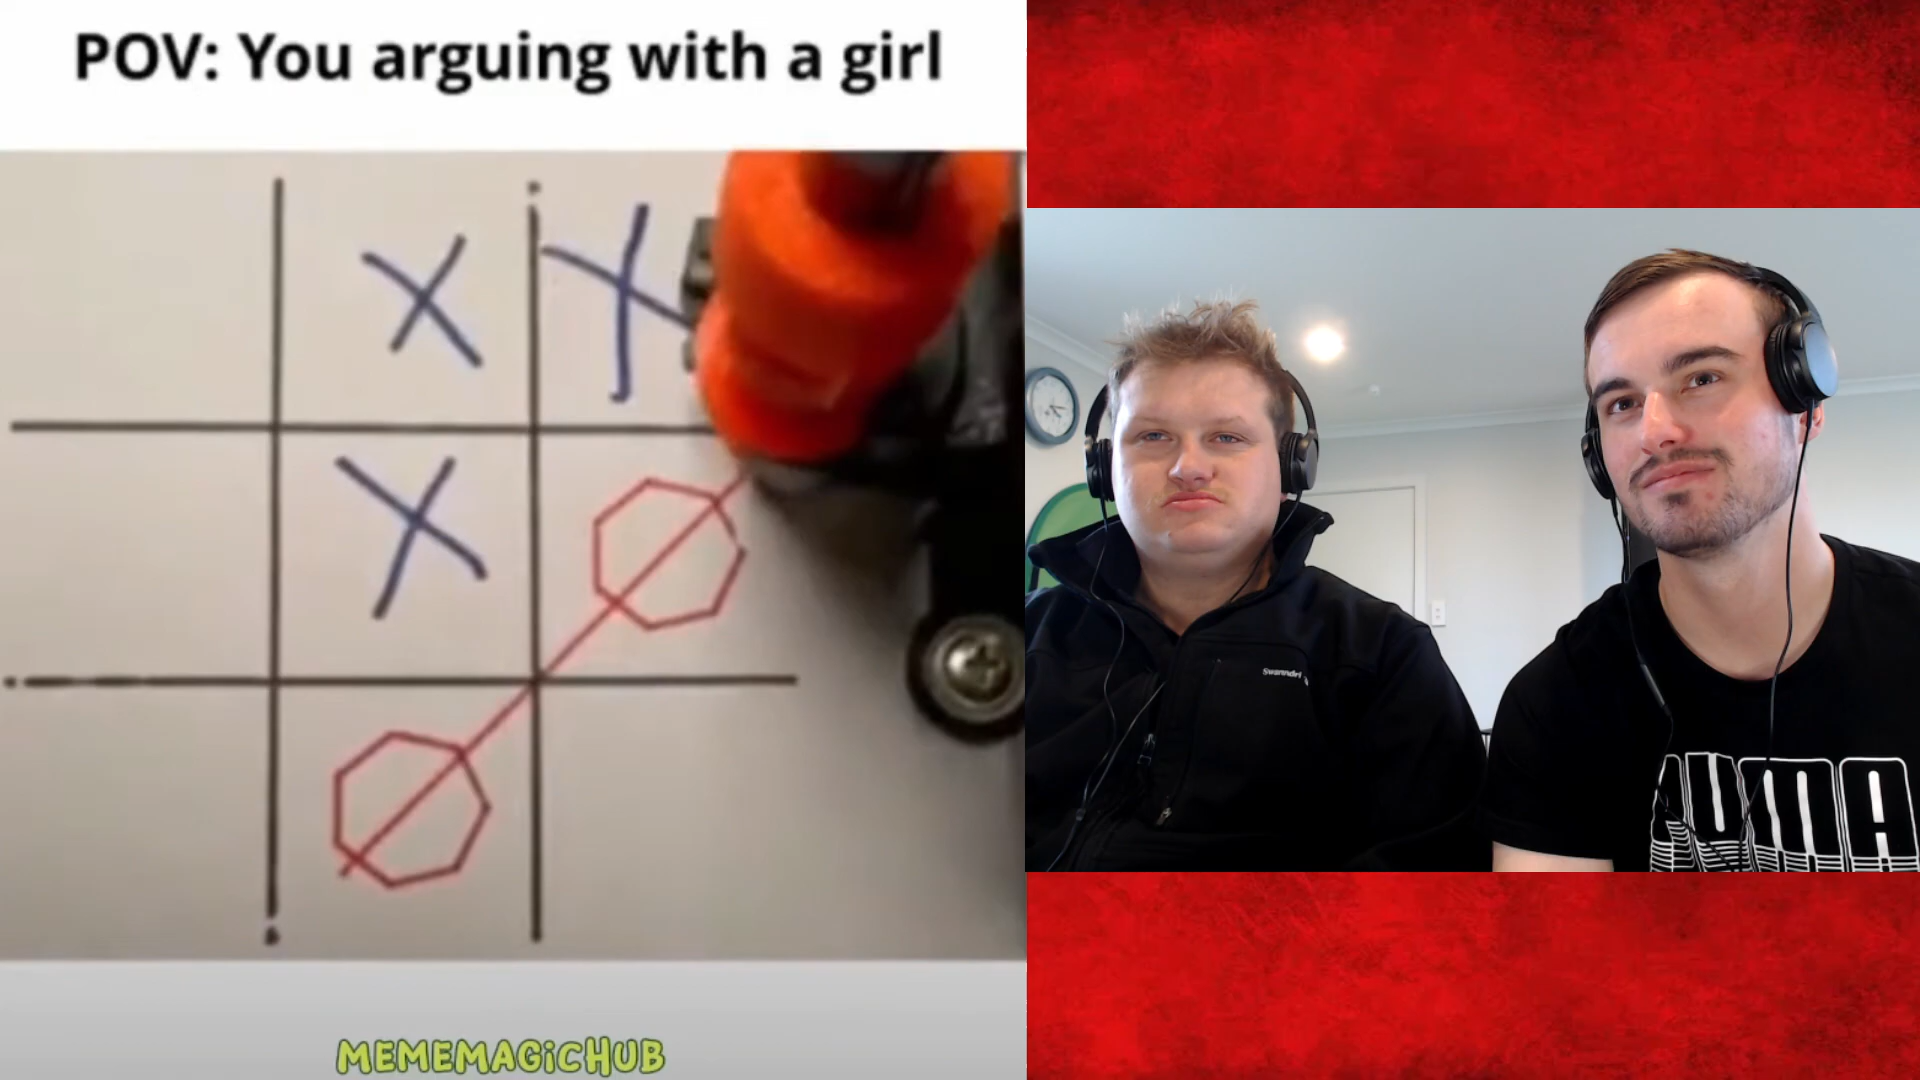 POV: You arguing with a girl
X X
X
Swanndri
PUMA
MEMEMAGiCHUB